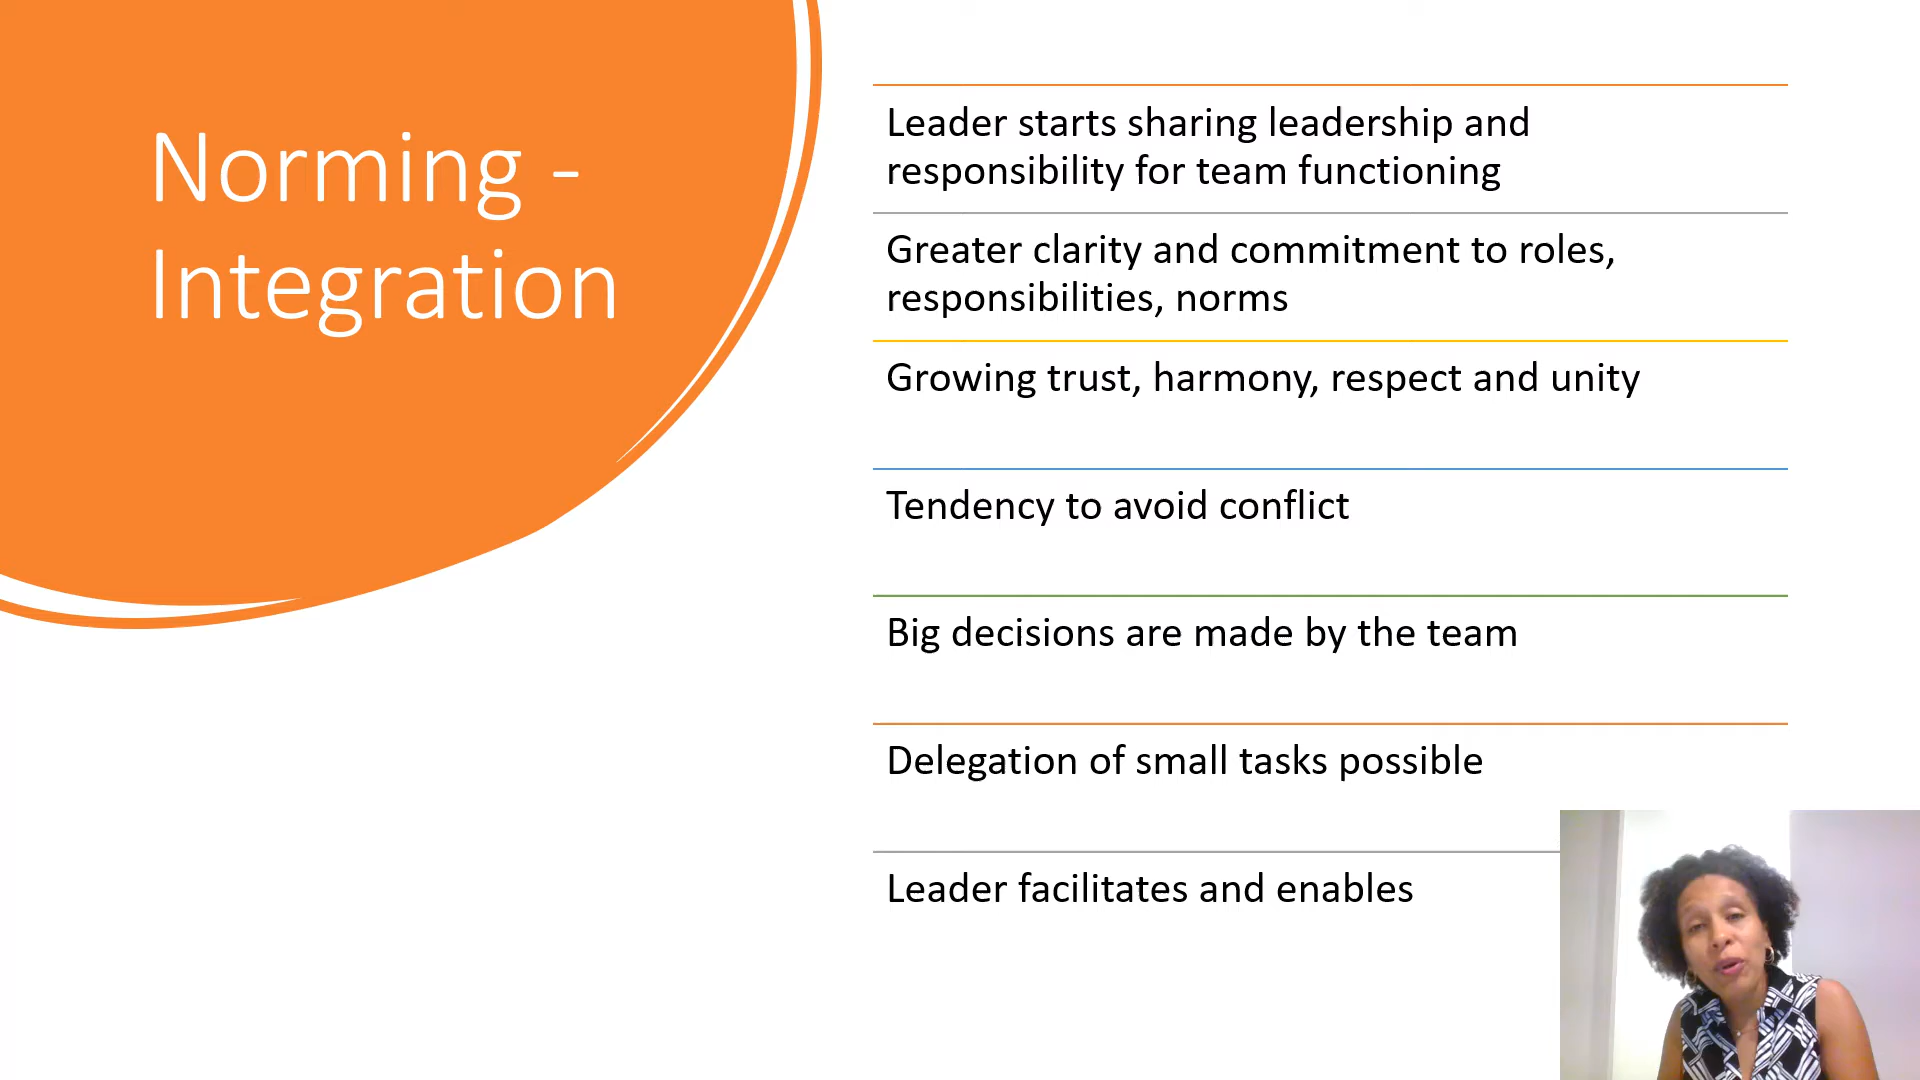 Norming -
Integration
Leader starts sharing leadership and
responsibility for team functioning
Greater clarity and commitment to roles,
responsibilities, norms
Growing trust, harmony, respect and unity
Tendency to avoid conflict
Big decisions are made by the team
Delegation of small tasks possible
Leader facilitates and enables